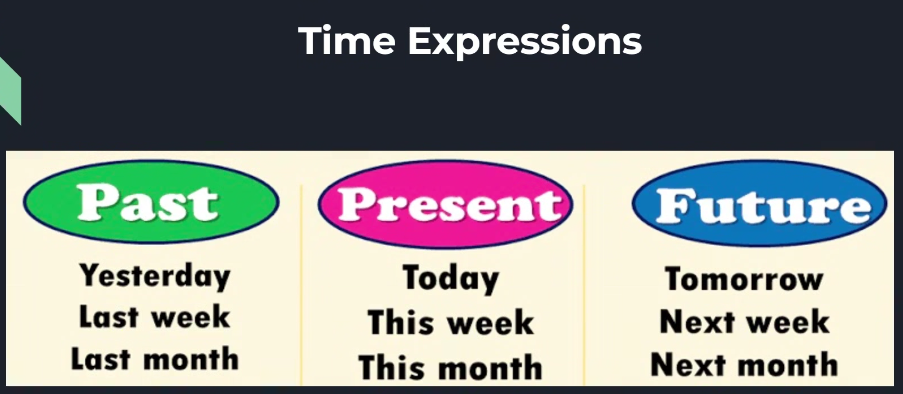 Time Expressions
Past
Yesterday
Last week
Last month
Present
Today
This week
This month
Future
Tomorrow
Next week
Next month